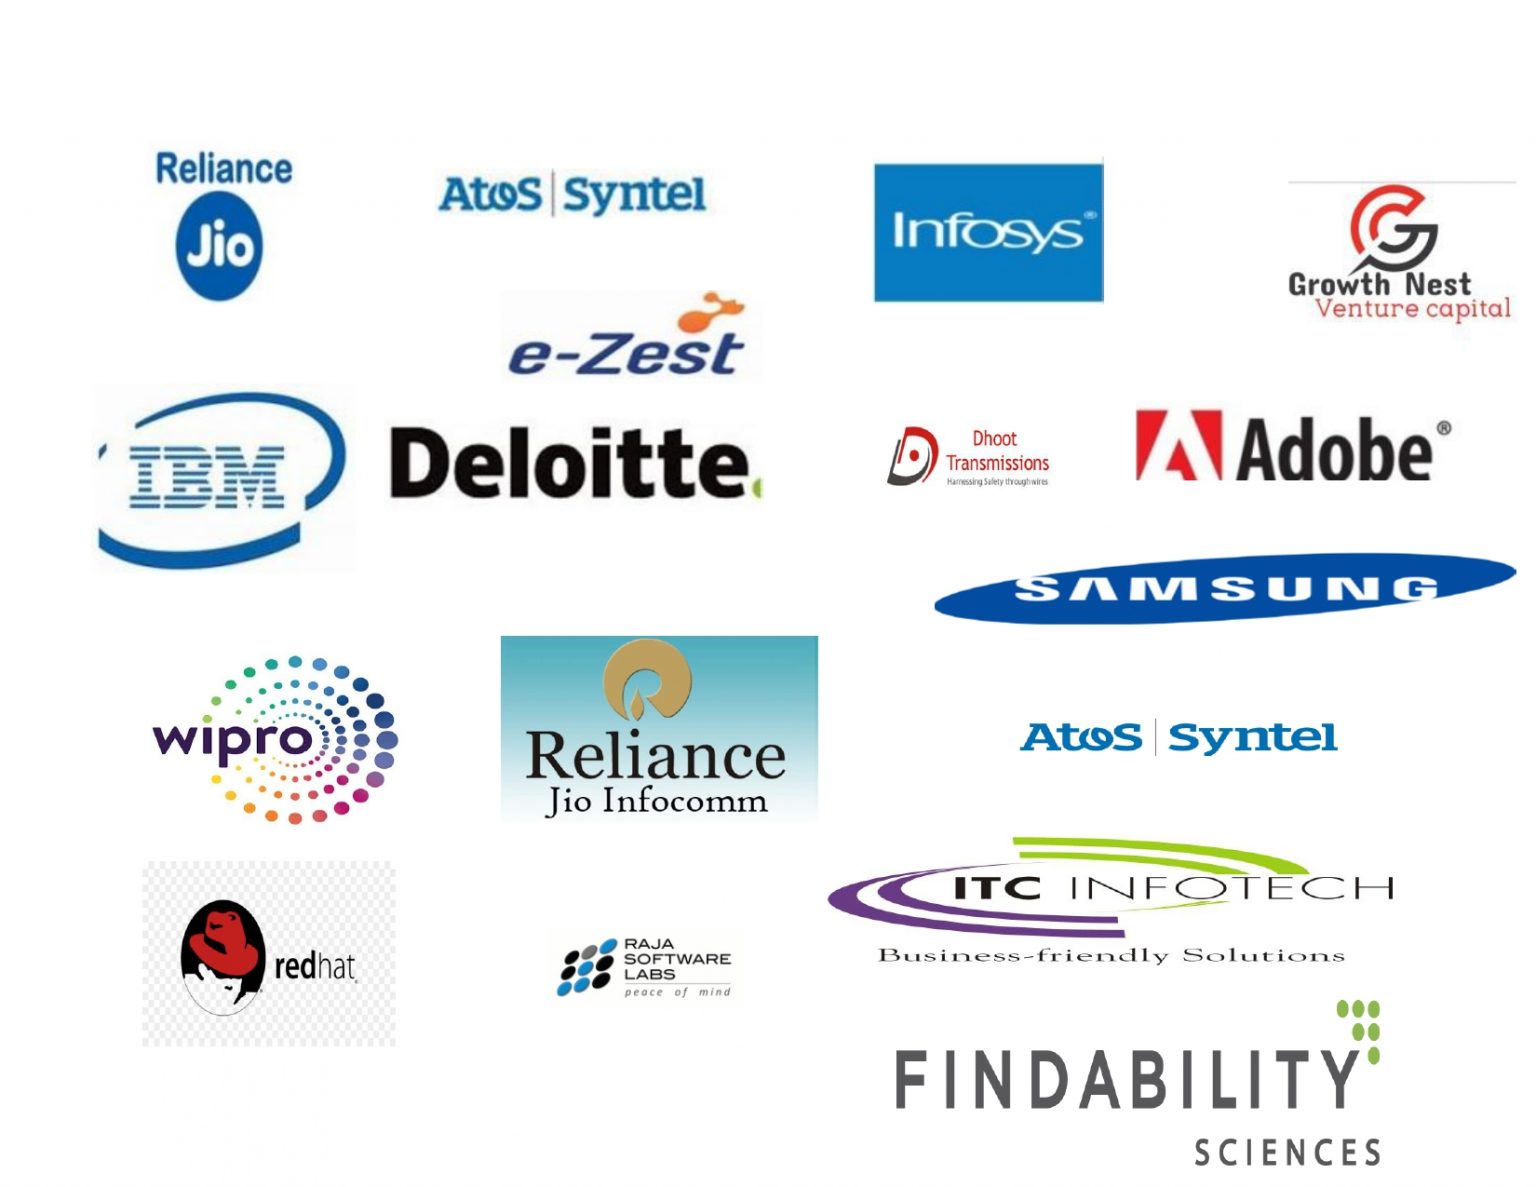 Reliance
Jio
Atos | Syntel
Infosys®
Growth Nest
Venture capital
e-Zest
IBM
Deloitte.
Dhoot
Transmissions
Harnessing Safety through wires
Adobe®
SAMSUNG
wipro
Reliance
Jio Infocomm
Atos | Syntel
ITC INFOTECH
Business-friendly Solutions
redhat
RAJA
SOFTWARE
LABS
peace of mind
FINDABILITY
SCIENCES